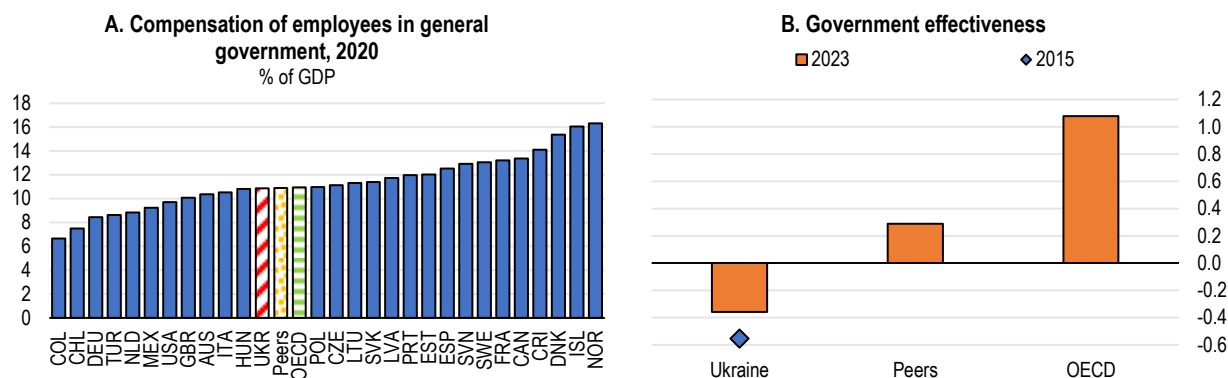 A. Compensation of employees in general
government, 2020
% of GDP
18
16
14
12
10
8
6
4
2
0
COL
CHL
DEU
TUR
NLD
MEX
USA
GBR
AUS
ITA
HUN
UKR
Peers
OECD
POL
CZE
LTU
SVK
LVA
PRT
EST
ESP
SVN
SWE
FRA
CAN
CRI
DNK
ISL
NOR
B. Government effectiveness
2023
2015
1.2
1.0
0.8
0.6
0.4
0.2
0.0
-0.2
-0.4
-0.6
Ukraine
Peers
OECD